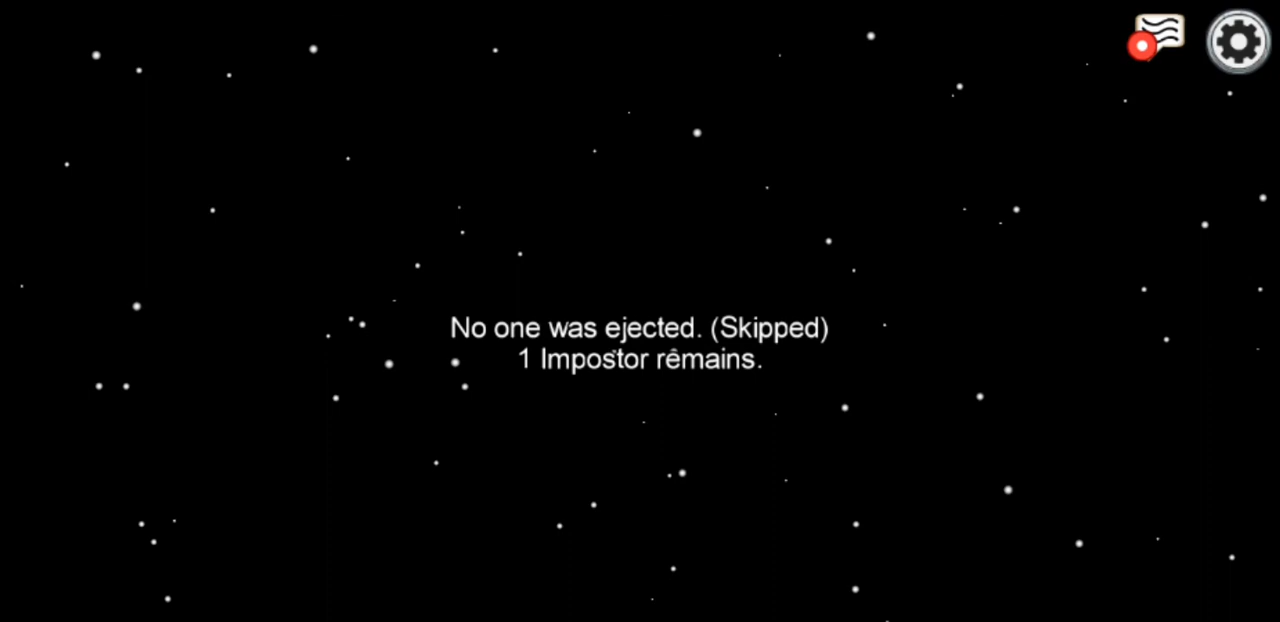 No one was ejected. (Skipped)
1 Impostor remains.